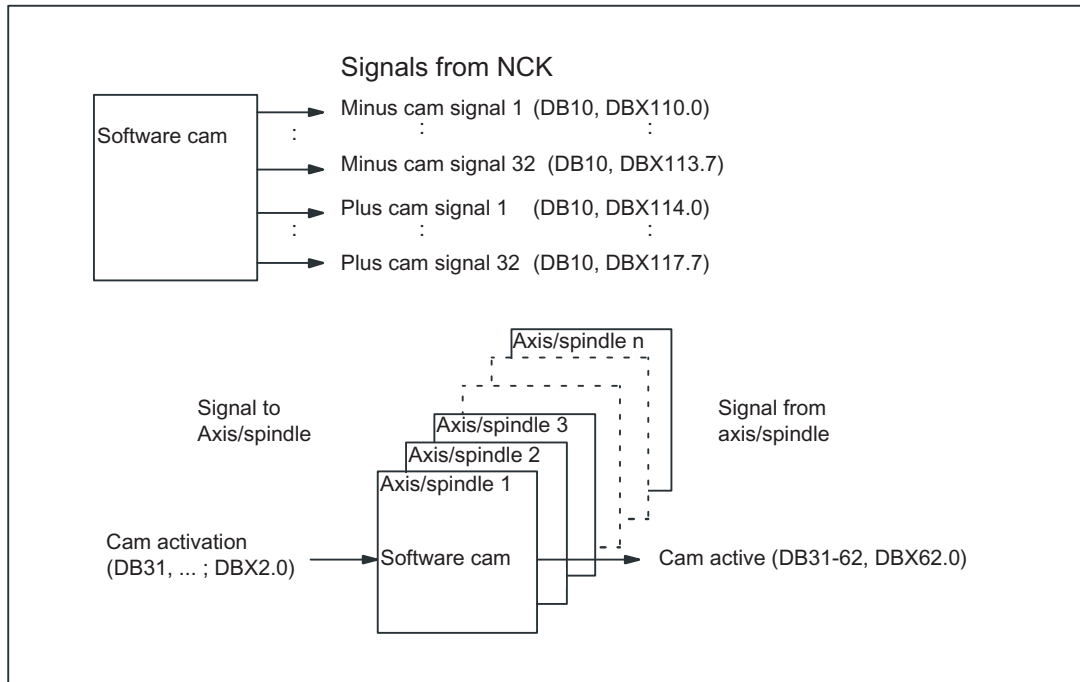 Signals from NCK
Software cam
Minus cam signal 1 (DB10, DBX110.0)
: : :
Minus cam signal 32 (DB10, DBX113.7)
Plus cam signal 1 (DB10, DBX114.0)
: : :
Plus cam signal 32 (DB10, DBX117.7)
Axis/spindle n
Signal to
Axis/spindle
Signal from
axis/spindle
Axis/spindle 3
Axis/spindle 2
Axis/spindle 1
Cam activation
(DB31, ... ; DBX2.0)
Software cam
Cam active (DB31-62, DBX62.0)